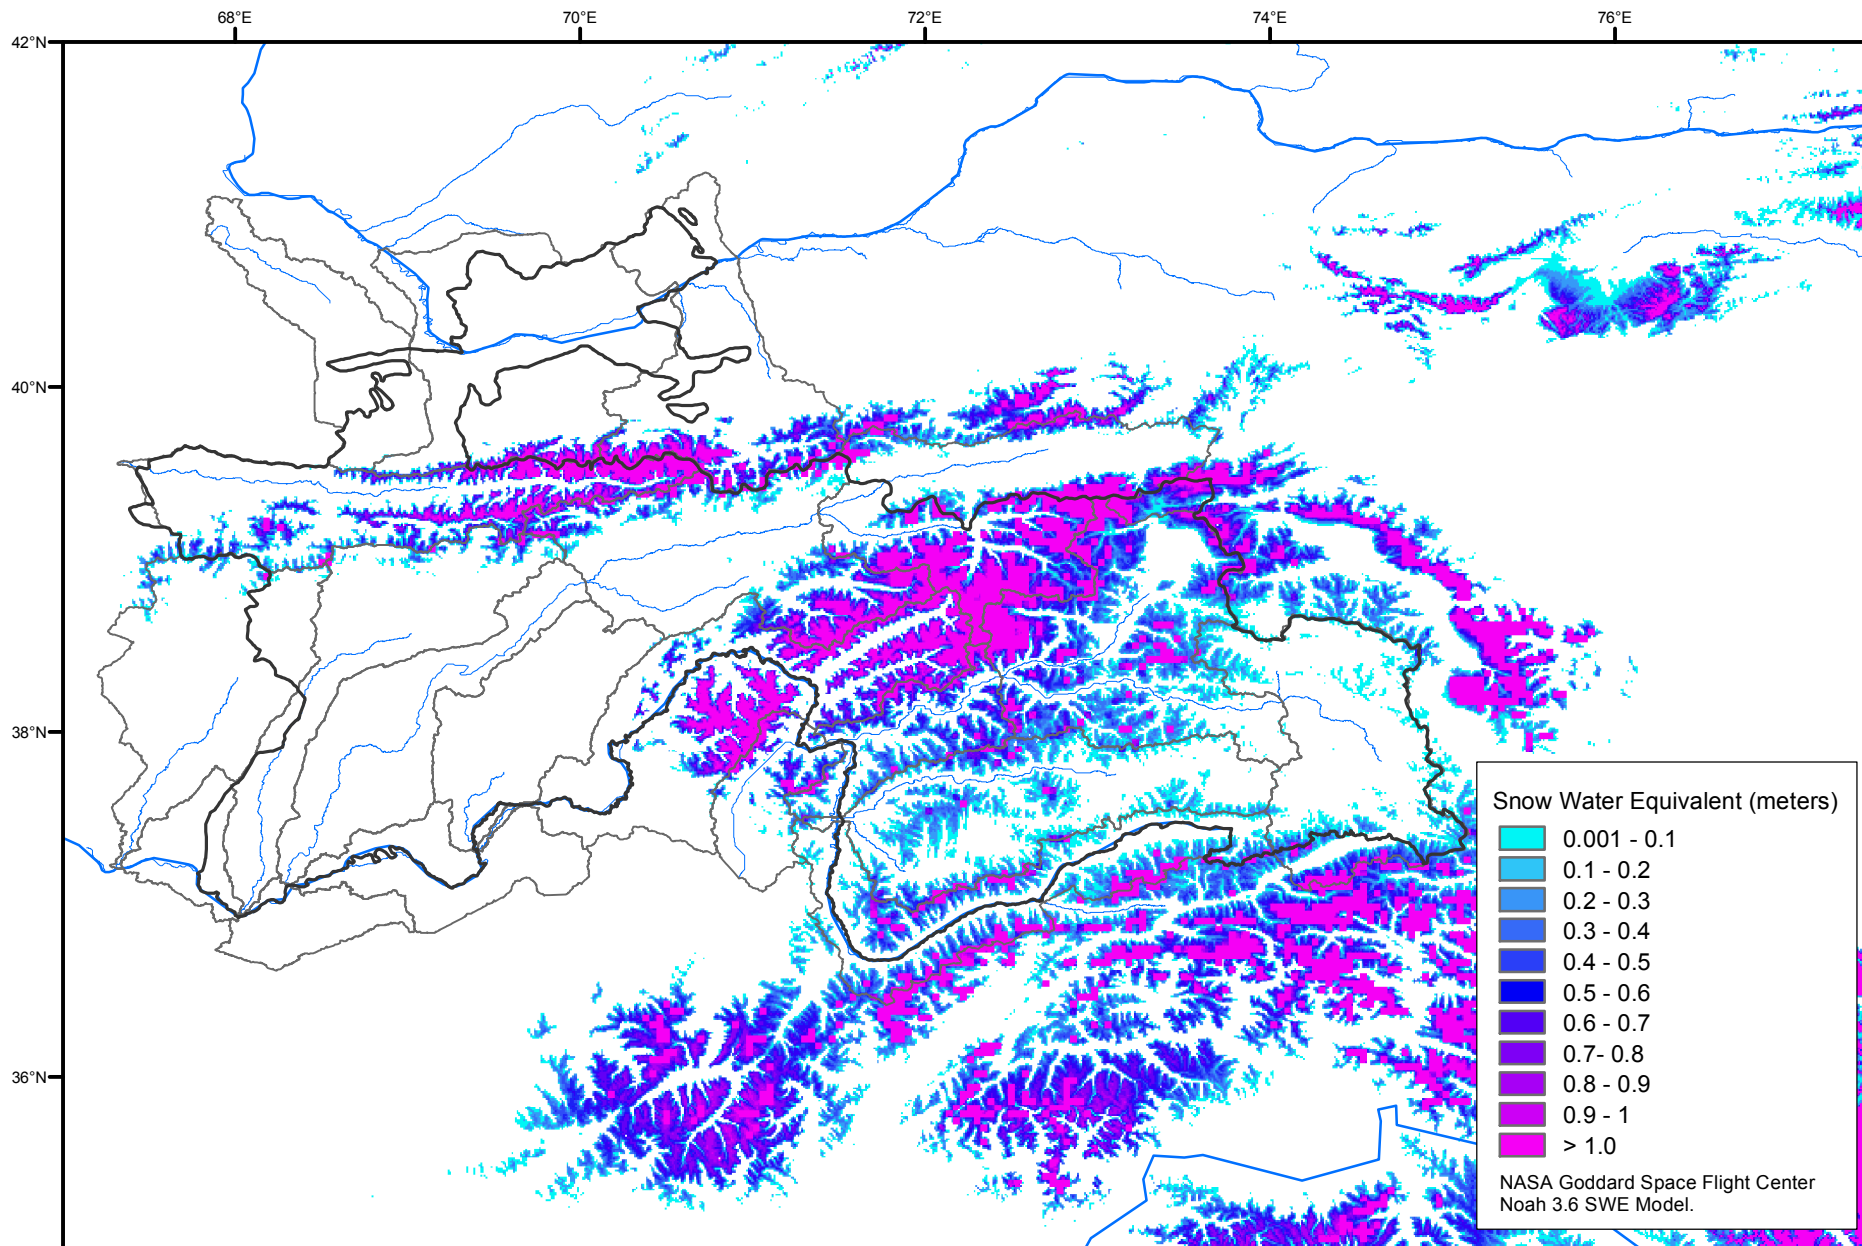 68°E 70°E 72°E 74°E 76°E
42°N
40°N
38°N
36°N
Snow Water Equivalent (meters)
0.001 - 0.1
0.1 - 0.2
0.2 - 0.3
0.3 - 0.4
0.4 - 0.5
0.5 - 0.6
0.6 - 0.7
0.7- 0.8
0.8 - 0.9
0.9 - 1
> 1.0
NASA Goddard Space Flight Center
Noah 3.6 SWE Model.